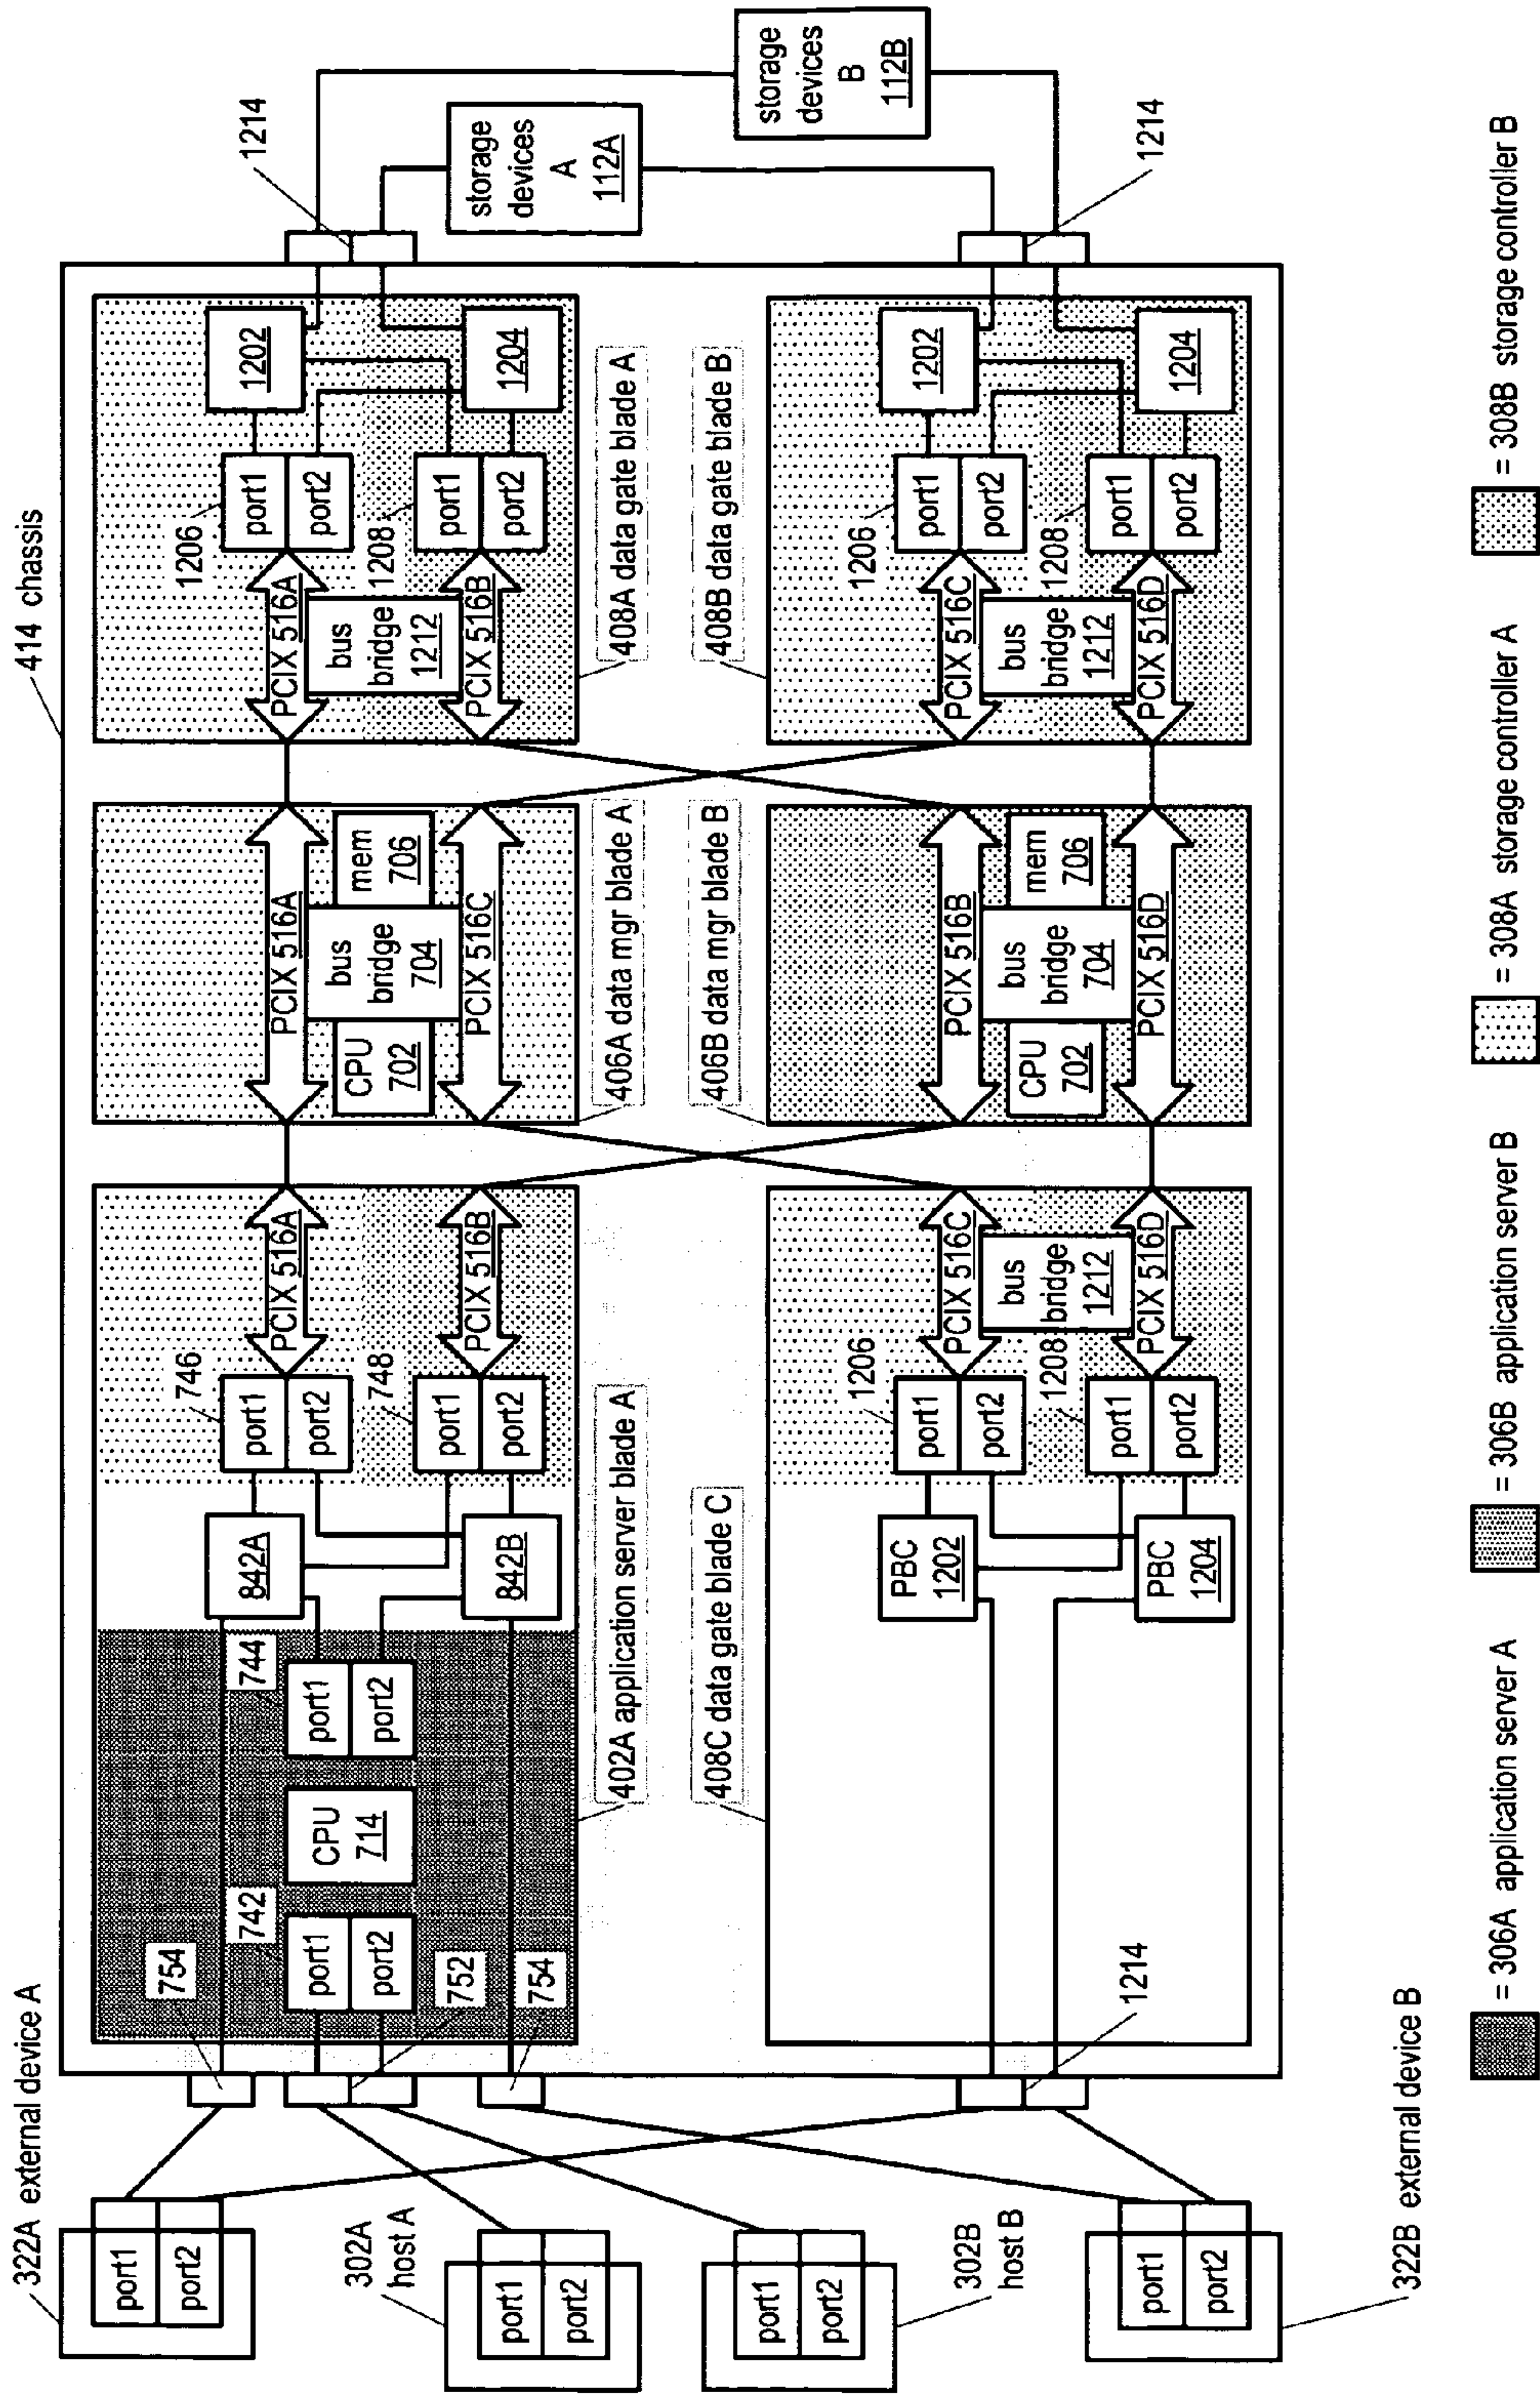 414 chassis
322A external device A
port1
port2
302A
host A
port1
port2
302B
host B
port1
port2
322B external device B
port1
port2
754
742
port1
port2
752
754
CPU
714
744
port1
port2
842A
842B
746
port1
port2
748
port1
port2
PCIX 516A
PCIX 516B
402A application server blade A
PCIX 516A
CPU
702
bus
bridge
704
mem
706
PCIX 516C
406A data mgr blade A
PCIX 516A
bus
bridge
1212
PCIX 516B
1206
port1
port2
1208
port1
port2
1202
1204
408A data gate blade A
1214
storage
devices
A
112A
storage
devices
B
112B
1214
408C data gate blade C
1214
PBC
1202
PBC
1204
1206
port1
port2
1208
port1
port2
PCIX 516C
bus
bridge
1212
PCIX 516D
406B data mgr blade B
PCIX 516B
CPU
702
bus
bridge
704
mem
706
PCIX 516D
408B data gate blade B
PCIX 516C
bus
bridge
1212
PCIX 516D
1206
port1
port2
1208
port1
port2
1202
1204
= 306A application server A
= 306B application server B
= 308A storage controller A
= 308B storage controller B